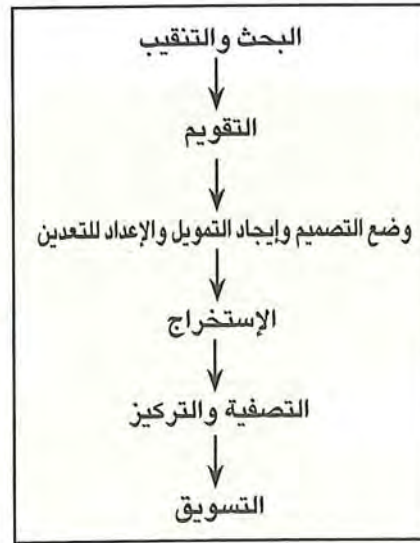 البحث والتنقيب
التقويم
وضع التصميم وإيجاد التمويل والإعداد للتعدين
الإستخراج
التصفية والتركيز
التسويق